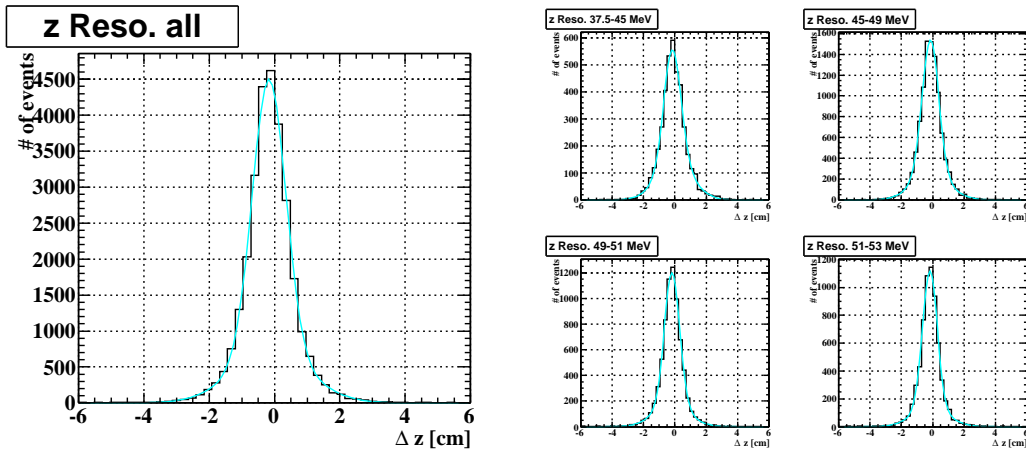 z Reso. all
# of events
4500
4000
3500
3000
2500
2000
1500
1000
500
0
-6 -4 -2 0 2 4 6
Δ z [cm]
z Reso. 37.5-45 MeV
# of events
600
500
400
300
200
100
0
-6 -4 -2 0 2 4 6
Δ z [cm]
z Reso. 45-49 MeV
# of events
1600
1400
1200
1000
800
600
400
200
0
-6 -4 -2 0 2 4 6
Δ z [cm]
z Reso. 49-51 MeV
# of events
1200
1000
800
600
400
200
0
-6 -4 -2 0 2 4 6
Δ z [cm]
z Reso. 51-53 MeV
# of events
1200
1000
800
600
400
200
0
-6 -4 -2 0 2 4 6
Δ z [cm]